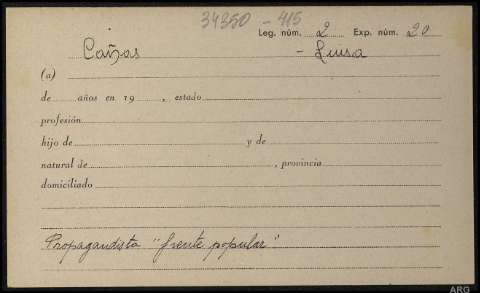 34350 - 415
Leg. núm. 2 Exp. núm. 20
Cañas - Luisa
(a)
de años en 19 , estado
profesión
hijo de y de
natural de , provincia
domiciliado
Propagandista "frente popular"
ARG